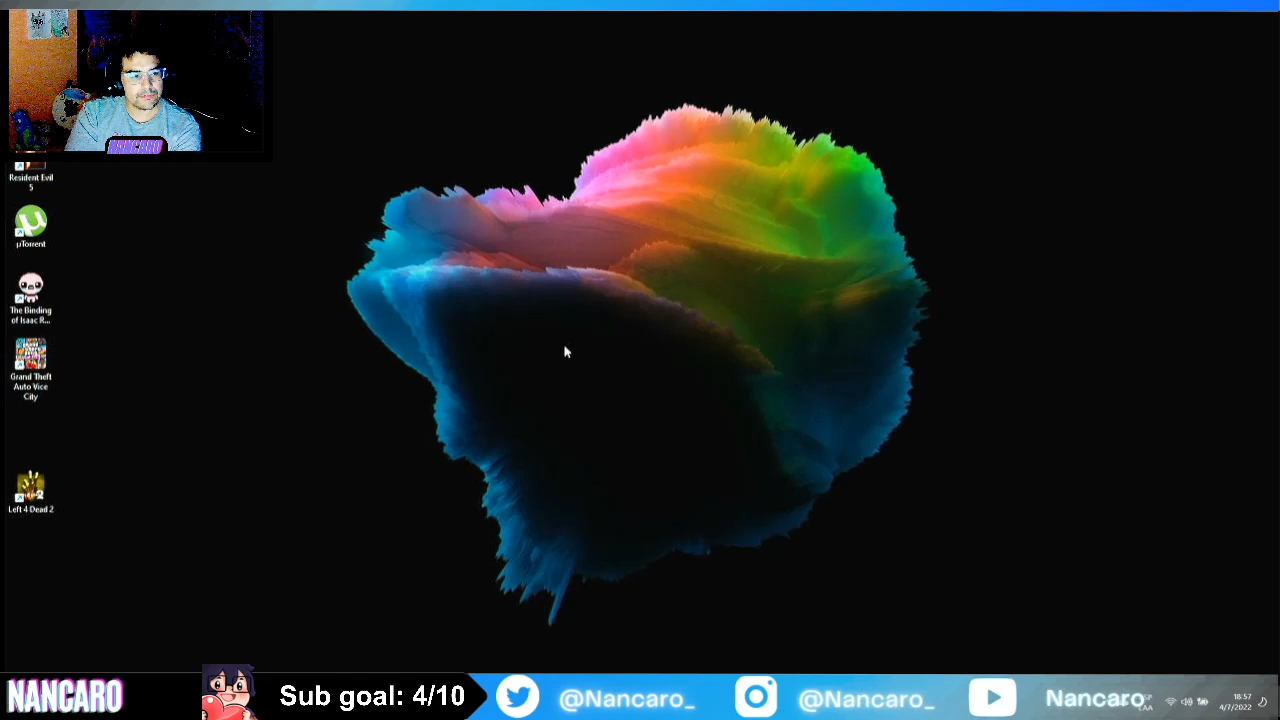 NANCARO
Resident Evil
5
µTorrent
The Binding
of Isaac R...
Grand Theft
Auto Vice
City
Left 4 Dead 2
NANCARO
Sub goal: 4/10
@Nancaro_
@Nancaro_
Nancaro
18:57
4/7/2022